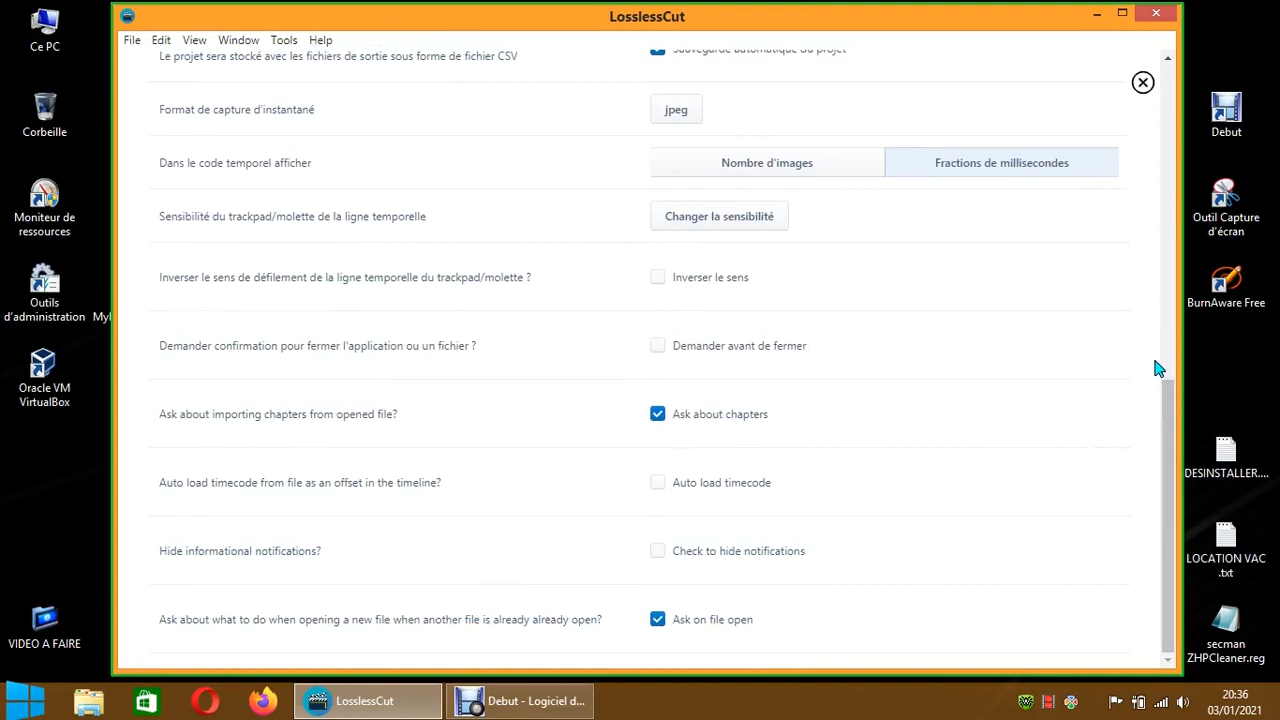 LosslessCut
File Edit View Window Tools Help
Le projet sera stocké avec les fichiers de sortie sous forme de fichier CSV
Sauvegarde automatique du projet
Format de capture d'instantané
jpeg
Dans le code temporel afficher
Nombre d'images
Fractions de millisecondes
Sensibilité du trackpad/molette de la ligne temporelle
Changer la sensibilité
Inverser le sens de défilement de la ligne temporelle du trackpad/molette ?
Inverser le sens
Demander confirmation pour fermer l'application ou un fichier ?
Demander avant de fermer
Ask about importing chapters from opened file?
Ask about chapters
Auto load timecode from file as an offset in the timeline?
Auto load timecode
Hide informational notifications?
Check to hide notifications
Ask about what to do when opening a new file when another file is already already open?
Ask on file open
Ce PC
Corbeille
Moniteur de
ressources
Outils
d'administration
Oracle VM
VirtualBox
VIDEO A FAIRE
Debut
Outil Capture
d'écran
BurnAware Free
DESINSTALLER....
LOCATION VAC
.txt
secman
ZHPCleaner.reg
LosslessCut
Debut - Logiciel d...
20:36
03/01/2021